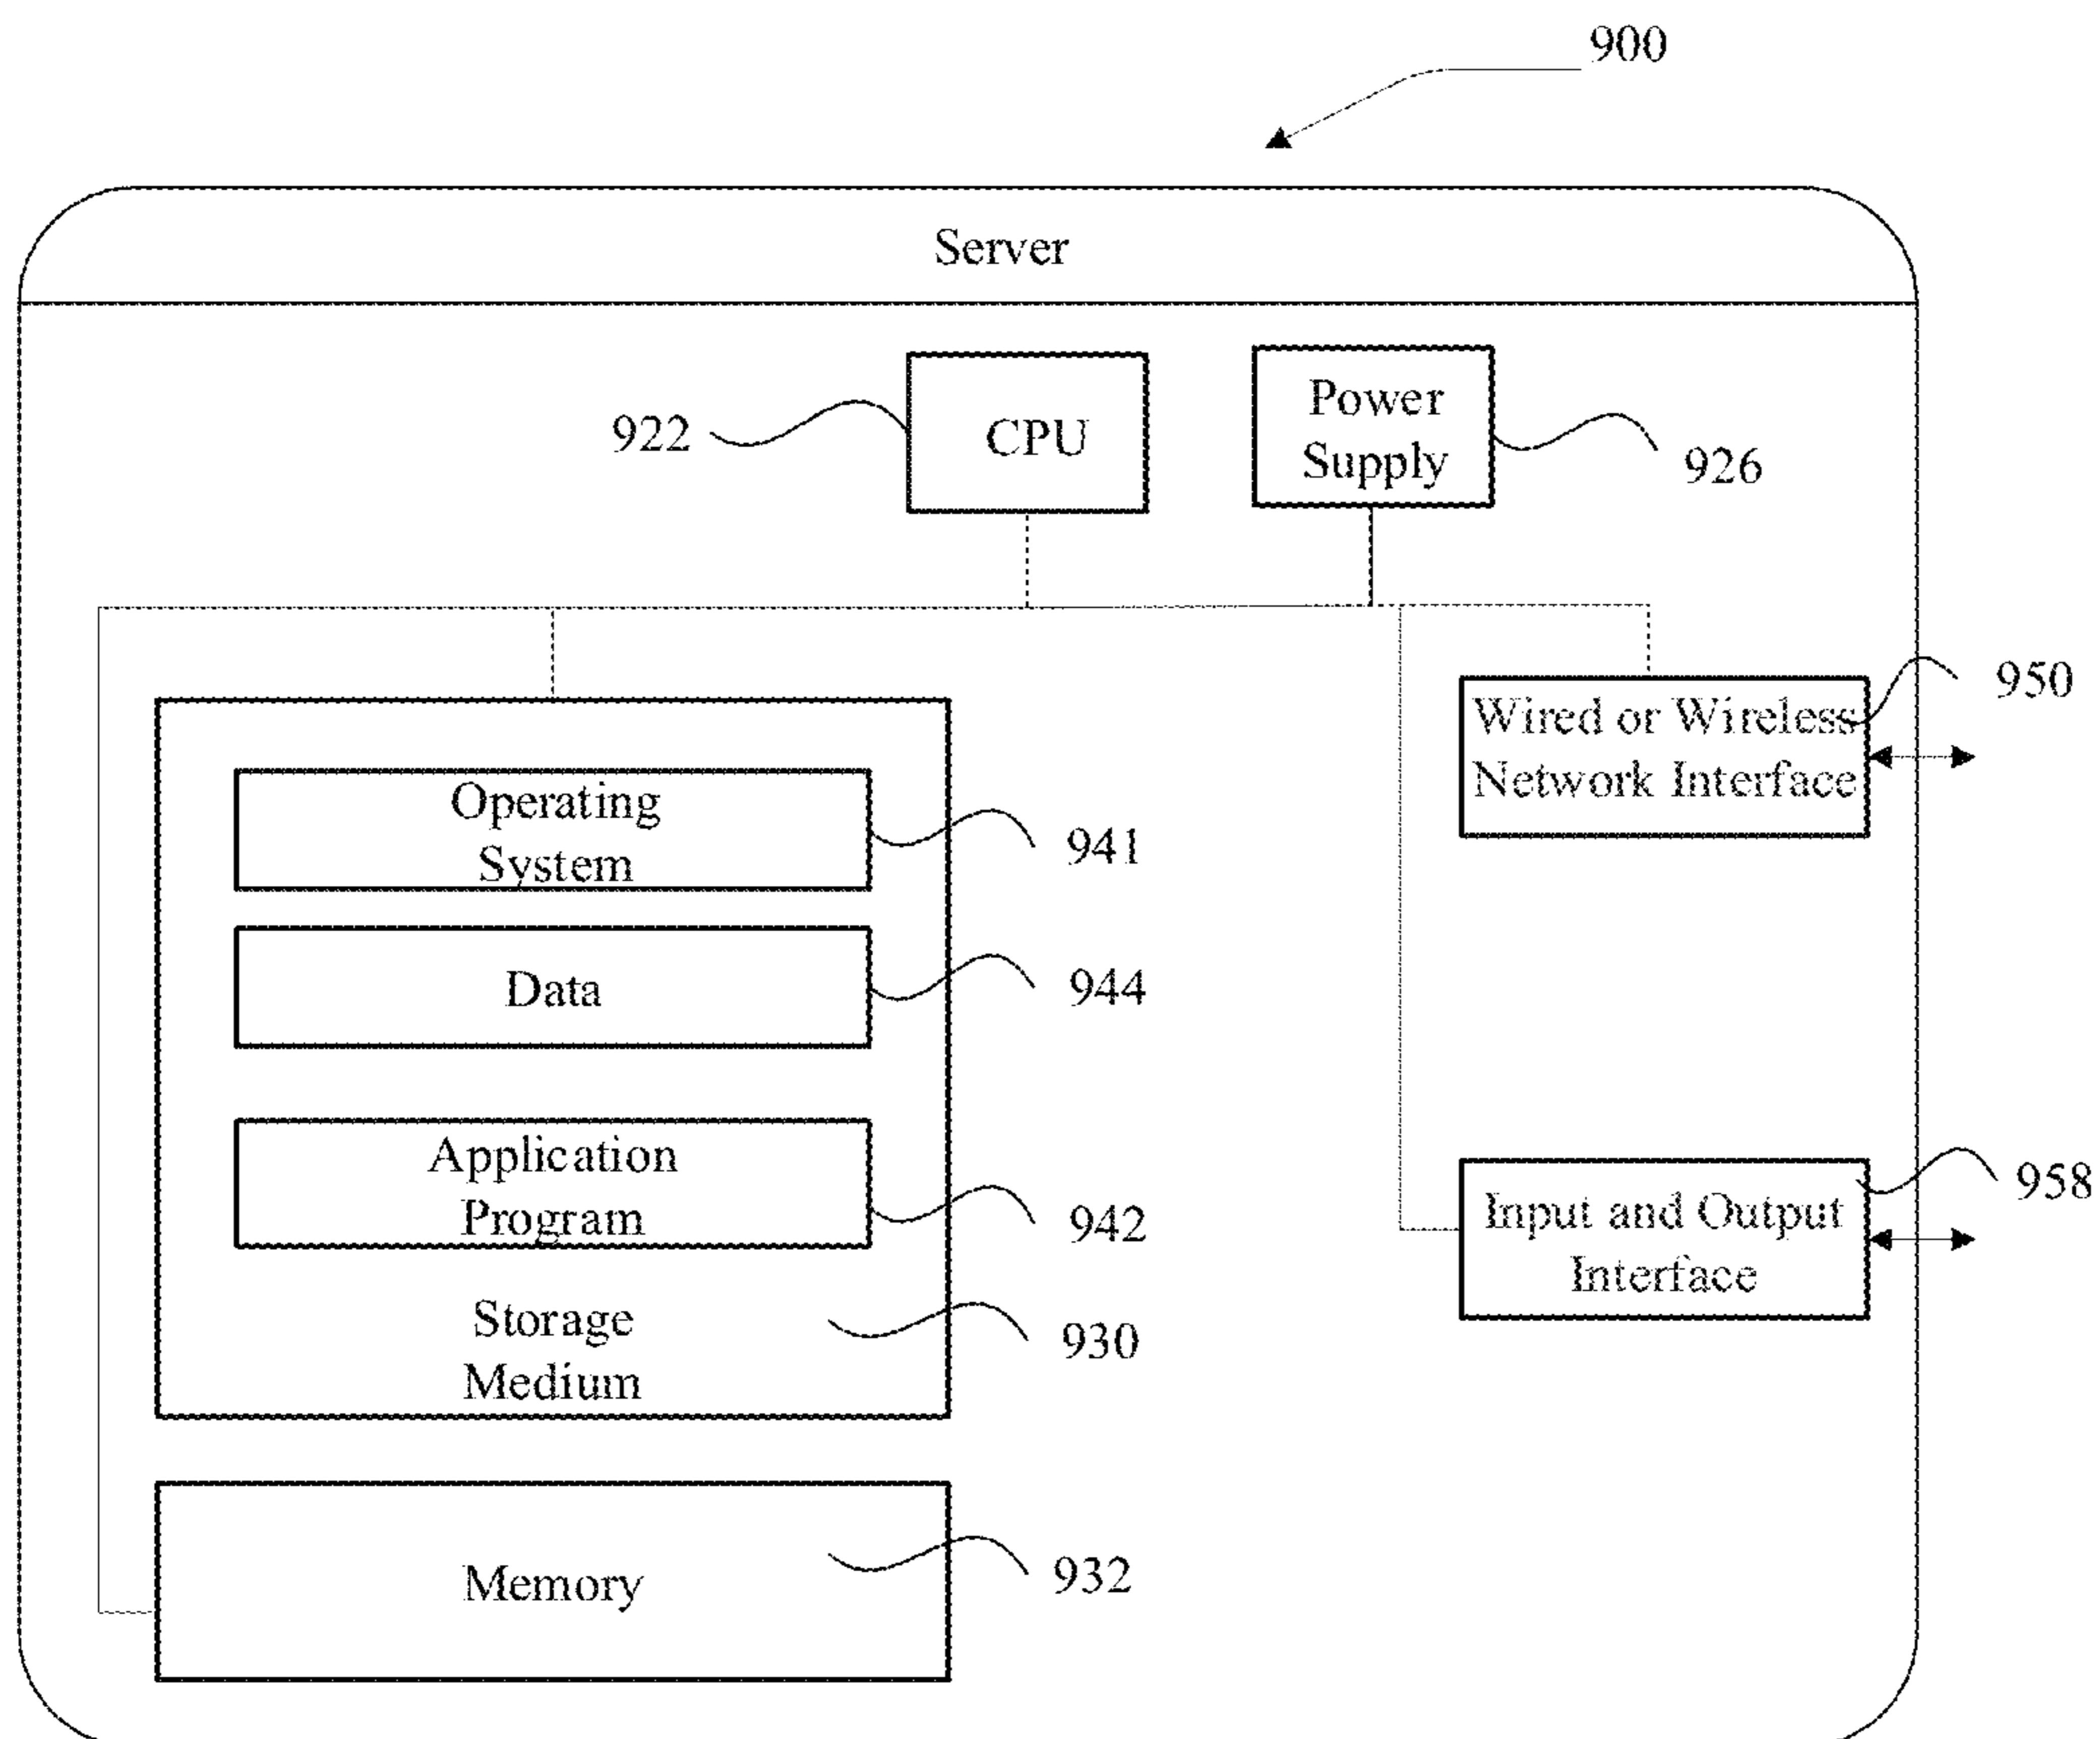 900
Server
CPU
922
Power
Supply
926
Wired or Wireless
Network Interface
950
Operating
System
941
Data
944
Application
Program
942
Storage
Medium
930
Input and Output
Interface
958
Memory
932